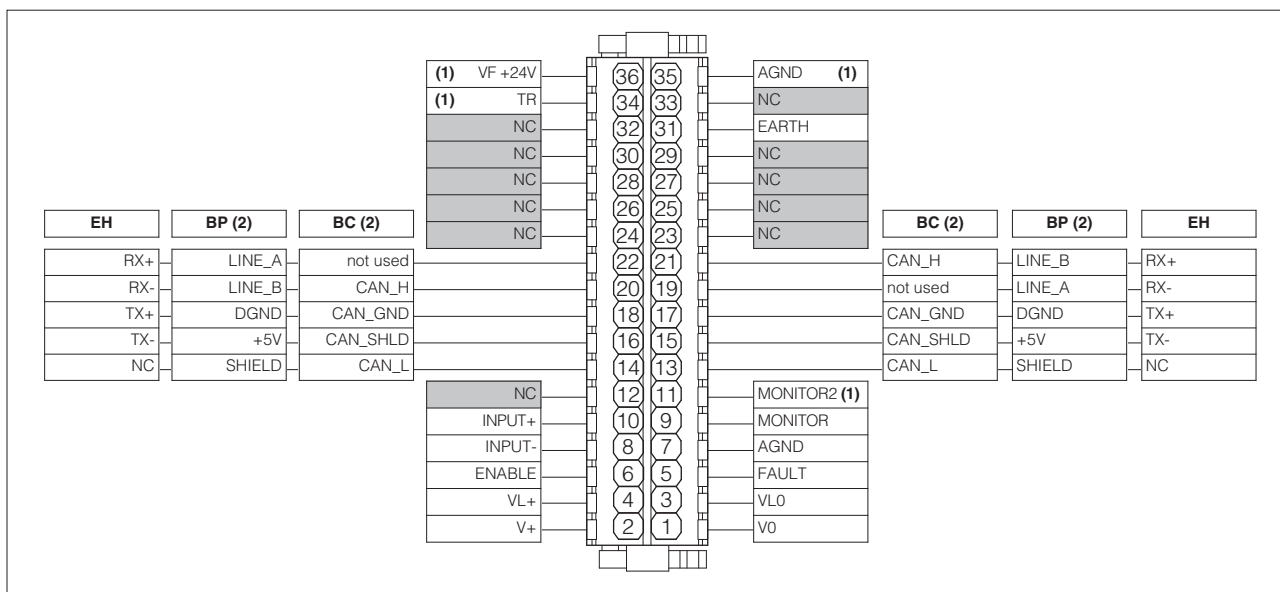 (1) VF +24V 36 35 AGND (1)
(1) TR 34 33 NC
NC 32 31 EARTH
NC 30 29 NC
NC 28 27 NC
NC 26 25 NC
NC 24 23 NC
EH BP (2) BC (2) BC (2) BP (2) EH
RX+ LINE_A not used 22 21 CAN_H LINE_B RX+
RX- LINE_B CAN_H 20 19 not used LINE_A RX-
TX+ DGND CAN_GND 18 17 CAN_GND DGND TX+
TX- +5V CAN_SHLD 16 15 CAN_SHLD +5V TX-
NC SHIELD CAN_L 14 13 CAN_L SHIELD NC
NC 12 11 MONITOR2 (1)
INPUT+ 10 9 MONITOR
INPUT- 8 7 AGND
ENABLE 6 5 FAULT
VL+ 4 3 VL0
V+ 2 1 V0